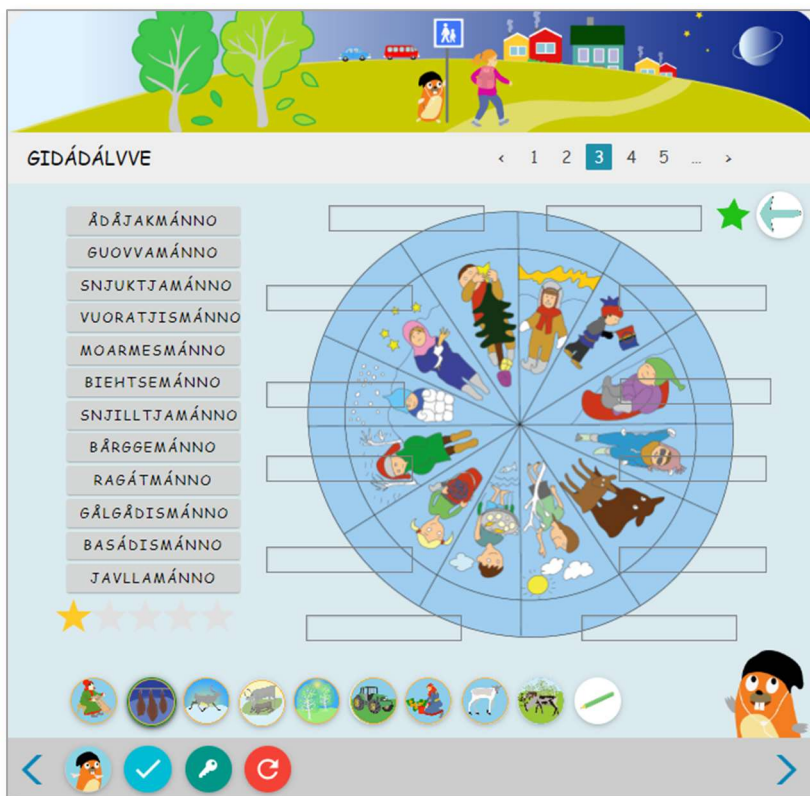 GIDÁDÁLVVE
‹ 1 2 3 4 5 ... ›
ÅDÅJAKMÁNNO
GUOVVAMÁNNO
SNJUKTJAMÁNNO
VUORATJISMÁNNO
MOARMESMÁNNO
BIEHTSEMÁNNO
SNJILLTJAMÁNNO
BÅRGGEMÁNNO
RAGÁTMÁNNO
GÅLGÅDISMÁNNO
BASÁDISMÁNNO
JAVLLAMÁNNO